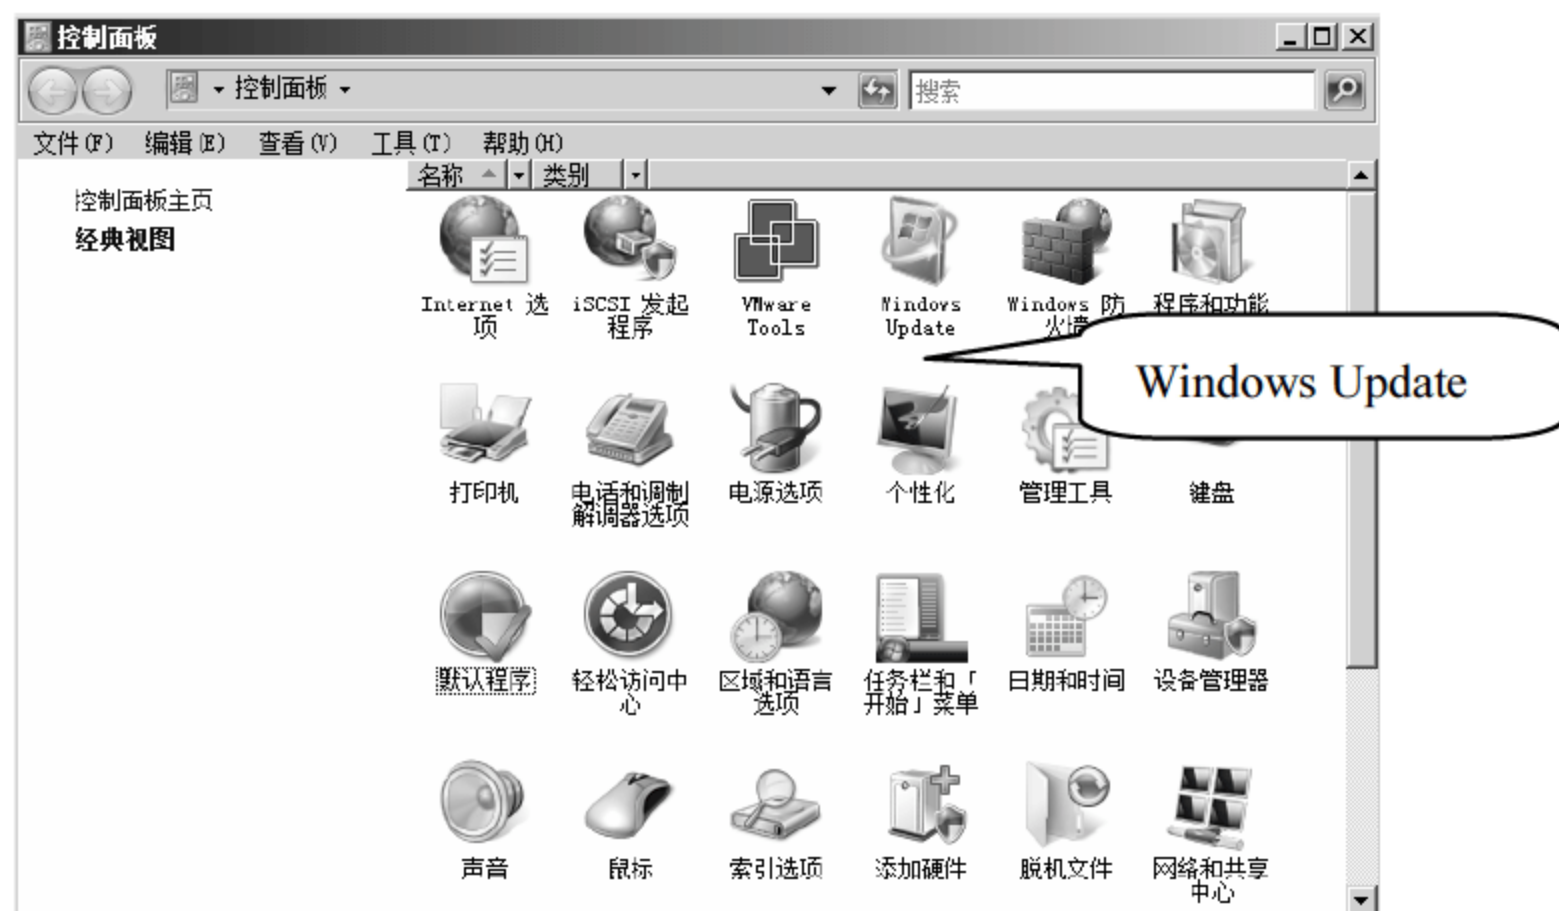 控制面板
控制面板
搜索
文件(F) 编辑(E) 查看(V) 工具(T) 帮助(H)
控制面板主页
经典视图
名称 类别
Internet 选
项
iSCSI 发起
程序
VMware
Tools
Windows
Update
Windows 防
火墙
程序和功能
Windows Update
打印机
电话和调制
解调器选项
电源选项
个性化
管理工具
键盘
默认程序
轻松访问中
心
区域和语言
选项
任务栏和「
开始」菜单
日期和时间
设备管理器
声音
鼠标
索引选项
添加硬件
脱机文件
网络和共享
中心